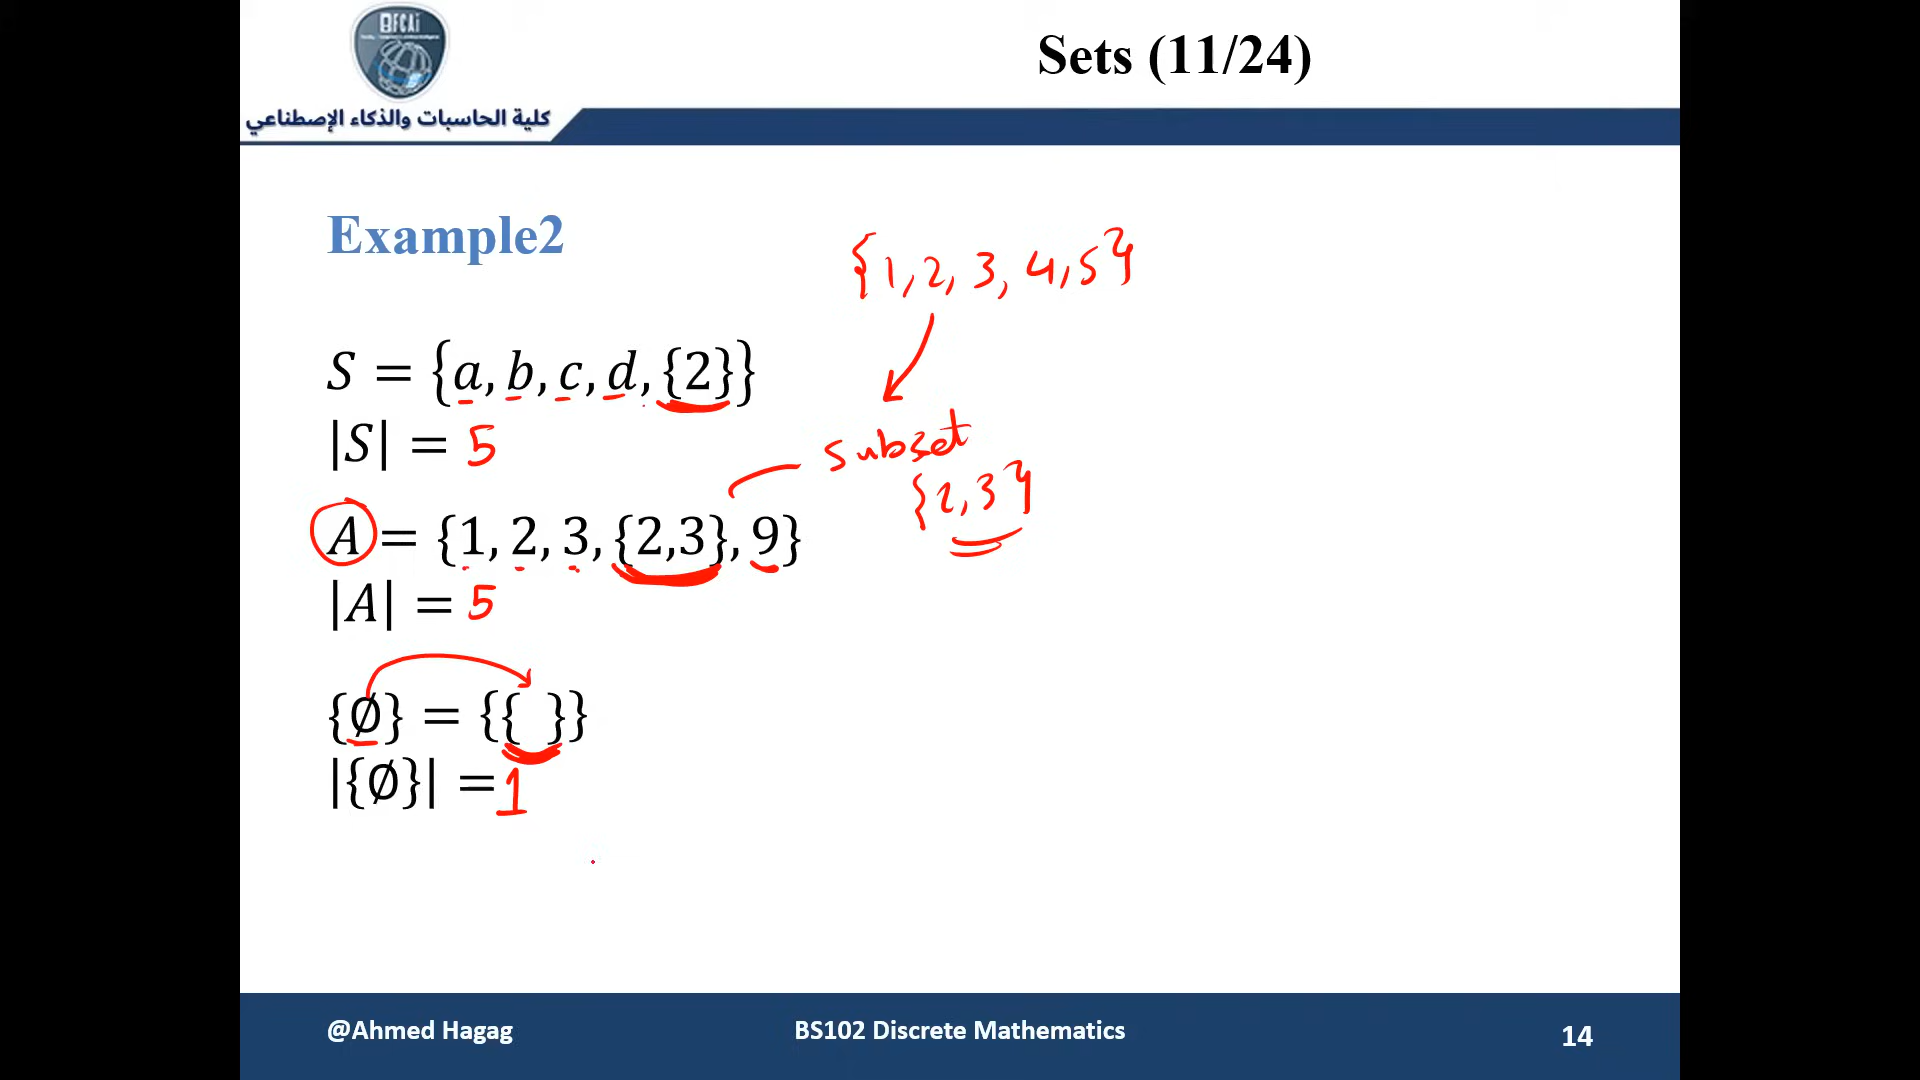 BFCAi
Sets (11/24)
كلية الحاسبات والذكاء الإصطناعي
Example2
{1, 2, 3, 4, 5}
S = {a, b, c, d, {2}}
|S| = 5
subset
{2, 3}
A = {1, 2, 3, {2,3}, 9}
|A| = 5
{∅} = {{ }}
|{∅}| = 1
@Ahmed Hagag
BS102 Discrete Mathematics
14